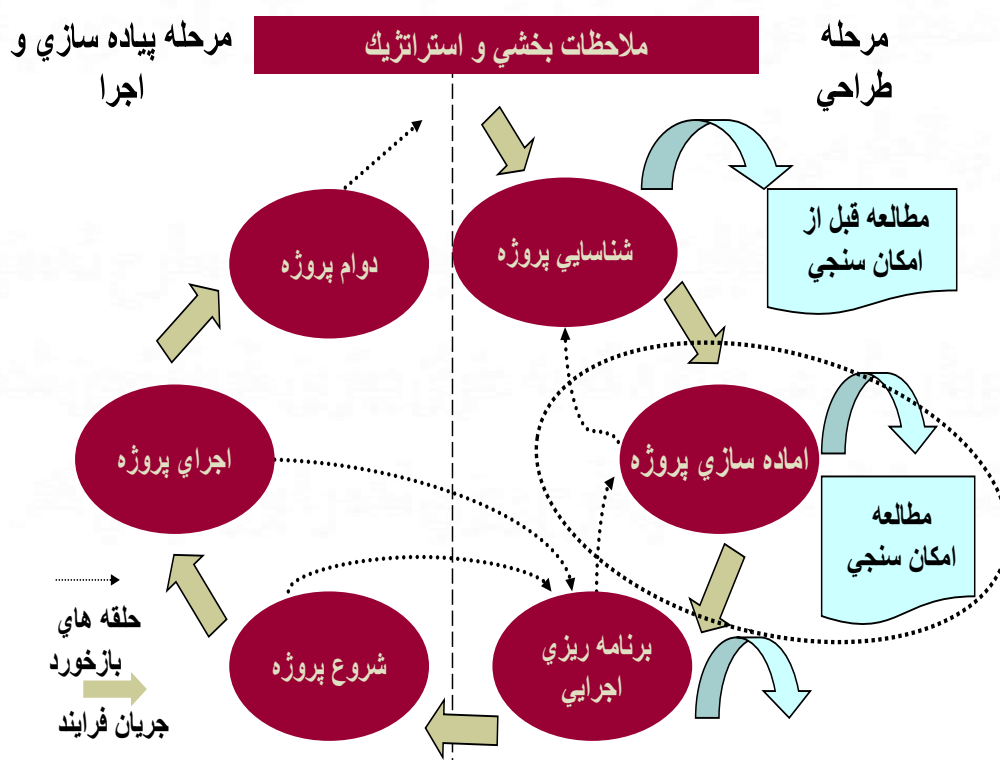 مرحله
طراحي
ملاحظات بخشي و استراتژيك
مرحله پياده سازي و
اجرا
شناسايي پروژه
مطالعه قبل از
امكان سنجي
اماده سازي پروژه
مطالعه
امكان سنجي
برنامه ريزي
اجرايي
شروع پروژه
اجراي پروژه
دوام پروژه
حلقه هاي
بازخورد
جريان فرايند